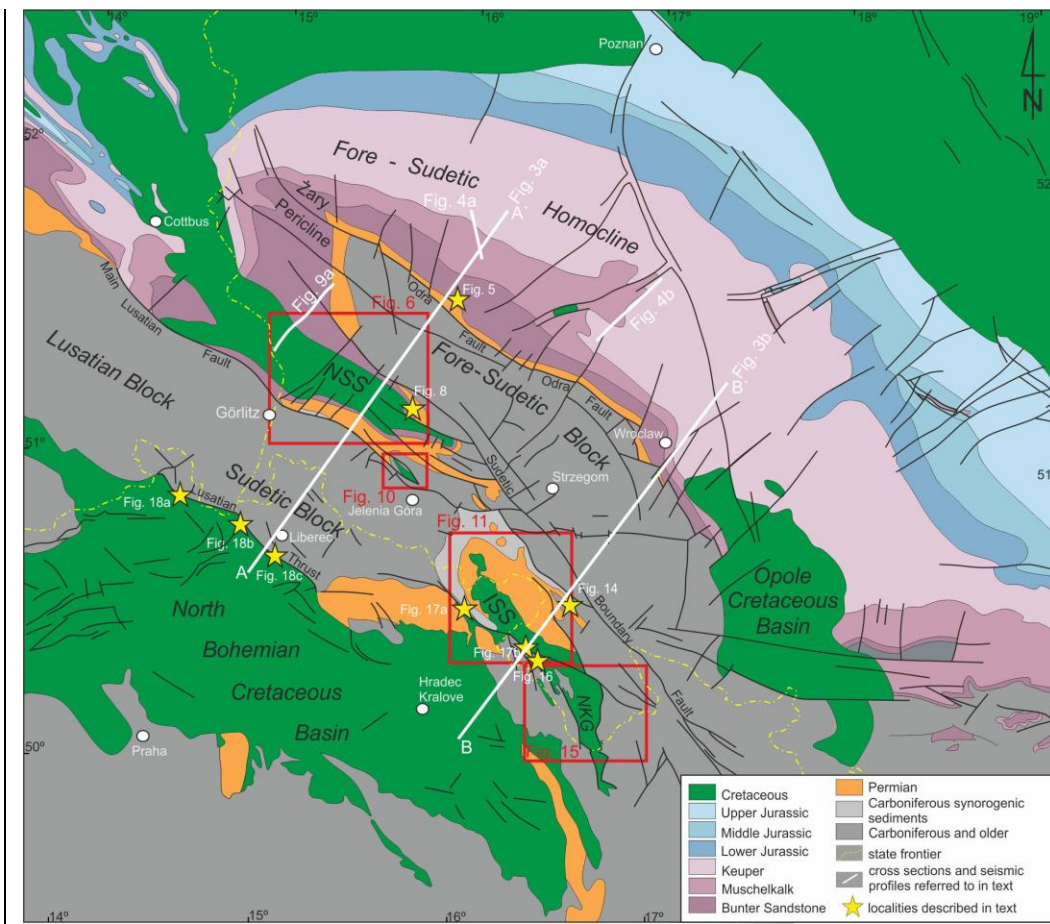 14°
15°
16°
17°
18°
19°
Poznan
N
52°
52
Fore - Sudetic
Homocline
Żary
Pericline
Fig. 4a
Fig. 3a
A'
Cottbus
Main
Lusatian
Fault
Fig. 9a
Fig. 6
Odra
Fig. 5
Fault
Fig. 4b
Fig. 3b
B'
Lusatian Block
NSS
Fore-Sudetic
Block
Odra
Fault
Fig. 8
Görlitz
Wroclaw
51°
51
Sudetic
Strzegom
Fig. 10
Jelenia Góra
Sudetic Block
Fig. 18a
Lusatian
Fig. 18b
Liberec
Thrust
A
Fig. 18c
Fig. 11
ISS
Fig. 14
Boundary
Fault
Fig. 17a
Fig. 17b
Fig. 16
Opole
Cretaceous
Basin
North
Bohemian
Cretaceous
Basin
Hradec
Kralove
NKG
B
Fig. 15
50°
Praha
Cretaceous
Upper Jurassic
Middle Jurassic
Lower Jurassic
Keuper
Muschelkalk
Bunter Sandstone
Permian
Carboniferous synorogenic
sediments
Carboniferous and older
state frontier
cross sections and seismic
profiles referred to in text
localities described in text
14°
15°
16°
17°